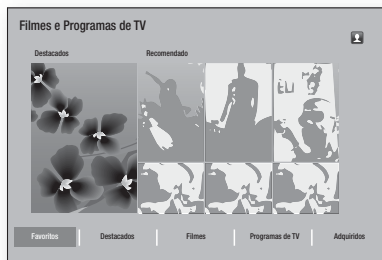 Filmes e Programas de TV
Destacados Recomendado
Favoritos Destacados Filmes Programas de TV Adquiridos